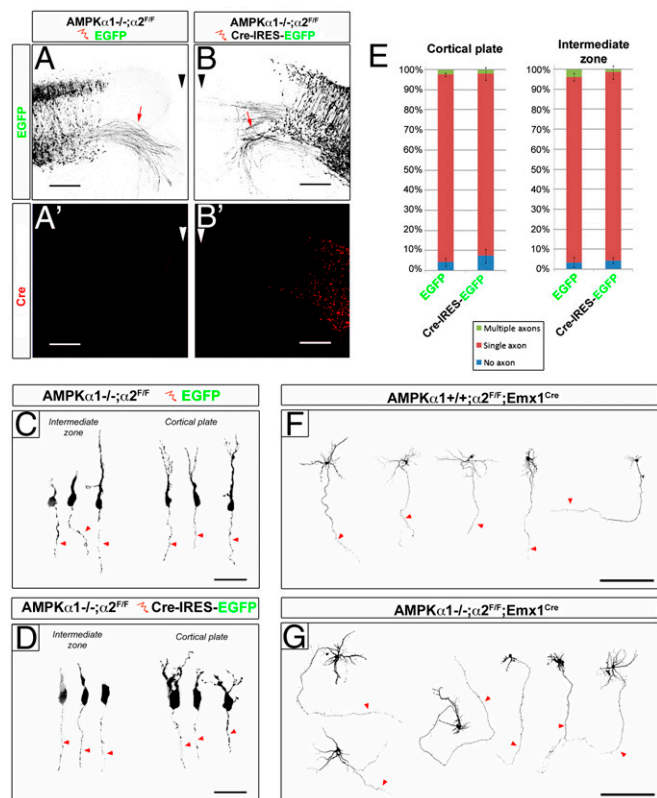 AMPKα1-/-;α2F/F
EGFP
AMPKα1-/-;α2F/F
Cre-IRES-EGFP
A
B
EGFP
A'
B'
Cre
E
Cortical plate
Intermediate
zone
100%
90%
80%
70%
60%
50%
40%
30%
20%
10%
0%
100%
90%
80%
70%
60%
50%
40%
30%
20%
10%
0%
EGFP
Cre-IRES-EGFP
EGFP
Cre-IRES-EGFP
Multiple axons
Single axon
No axon
AMPKα1-/-;α2F/F EGFP
C
Intermediate
zone
Cortical plate
AMPKα1-/-;α2F/F Cre-IRES-EGFP
D
Intermediate
zone
Cortical plate
AMPKα1+/+;α2F/F;Emx1Cre
F
AMPKα1-/-;α2F/F;Emx1Cre
G